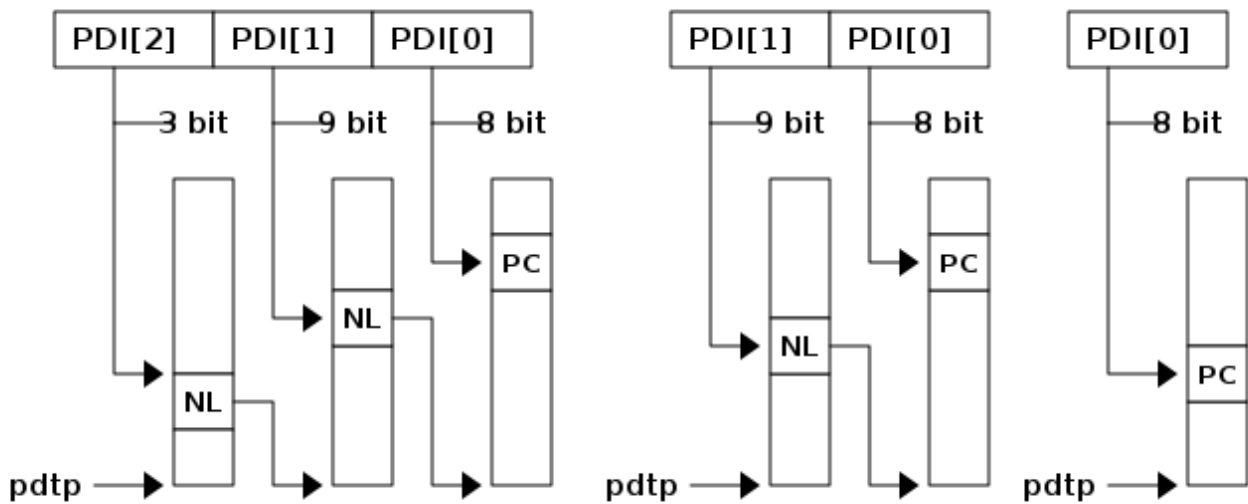 PDI[2] PDI[1] PDI[0] PDI[1] PDI[0] PDI[0]
3 bit 9 bit 8 bit 9 bit 8 bit 8 bit
PC PC
NL
NL
NL PC
pdtp pdtp pdtp